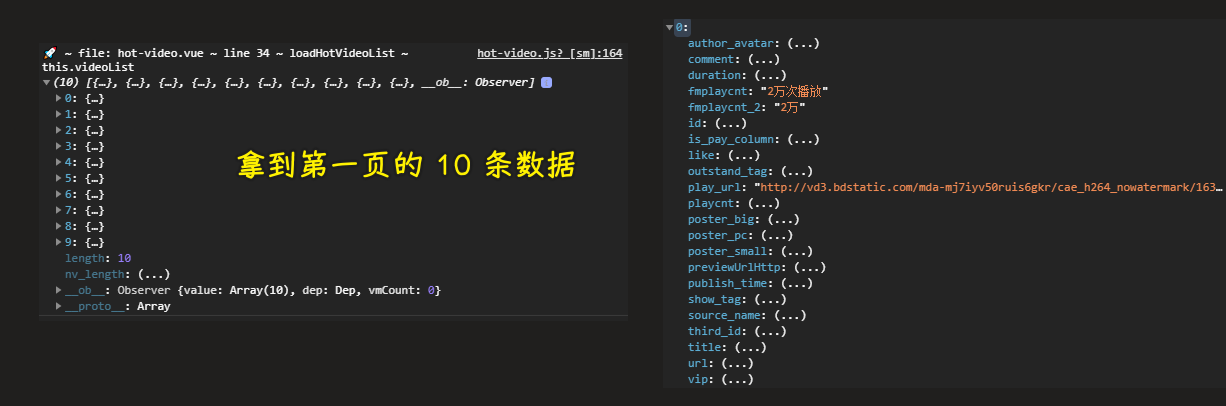 🚀 ~ file: hot-video.vue ~ line 34 ~ loadHotVideoList ~ hot-video.js? [sm]:164
this.videoList
(10) [{…}, {…}, {…}, {…}, {…}, {…}, {…}, {…}, {…}, {…}, __ob__: Observer] i
0: {…}
1: {…}
2: {…}
3: {…}
4: {…}
5: {…}
6: {…}
7: {…}
8: {…}
9: {…}
length: 10
nv_length: (...)
__ob__: Observer {value: Array(10), dep: Dep, vmCount: 0}
__proto__: Array
拿到第一页的 10 条数据
0:
author_avatar: (...)
comment: (...)
duration: (...)
fmplaycnt: "2万次播放"
fmplaycnt_2: "2万"
id: (...)
is_pay_column: (...)
like: (...)
outstand_tag: (...)
play_url: "http://vd3.bdstatic.com/mda-mj7iyv50ruis6gkr/cae_h264_nowatermark/163…
playcnt: (...)
poster_big: (...)
poster_pc: (...)
poster_small: (...)
previewUrlHttp: (...)
publish_time: (...)
show_tag: (...)
source_name: (...)
third_id: (...)
title: (...)
url: (...)
vip: (...)